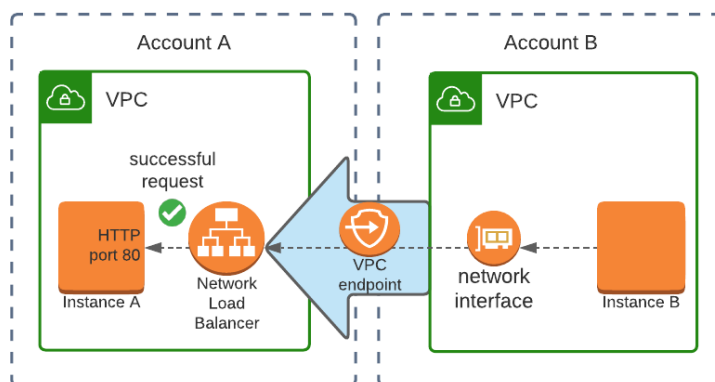 Account A
Account B
VPC
VPC
successful
request
HTTP
port 80
Instance A
Network
Load
Balancer
VPC
endpoint
network
interface
Instance B